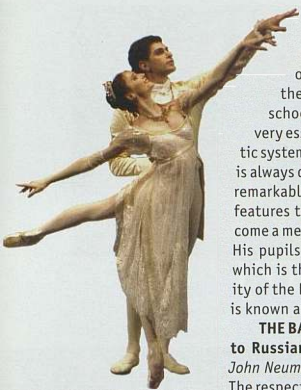 o
the
schoo
very es
tic system
is always o
remarkabl
features t
come a me
His pupils
which is th
ity of the
is known a
THE BA
to Russian
John Neum
The respec